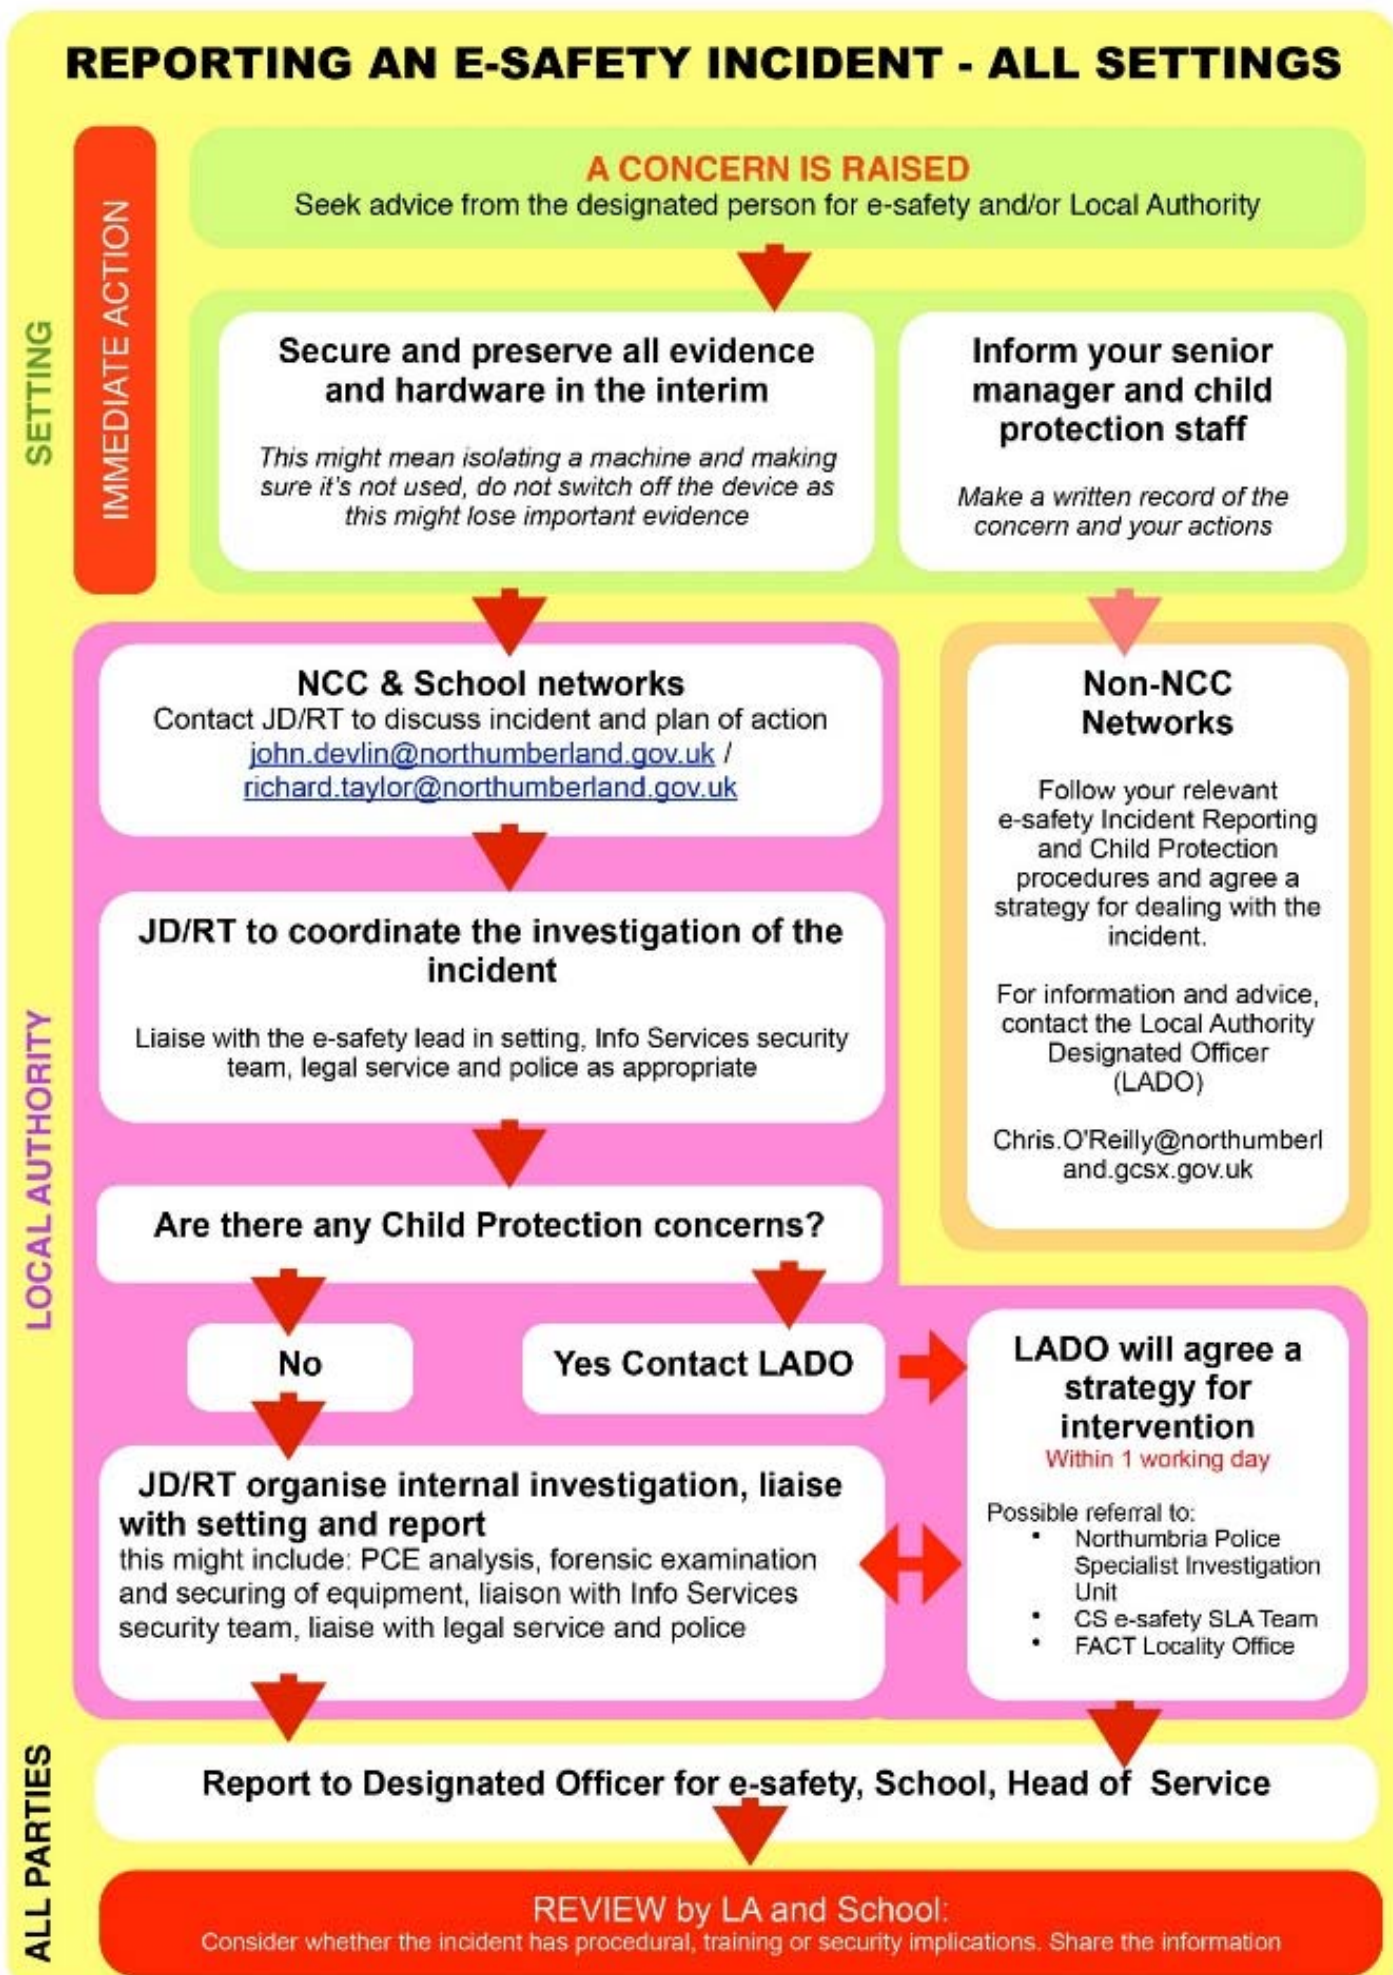 REPORTING AN E-SAFETY INCIDENT - ALL SETTINGS
SETTING
IMMEDIATE ACTION
A CONCERN IS RAISED
Seek advice from the designated person for e-safety and/or Local Authority
Secure and preserve all evidence
and hardware in the interim
This might mean isolating a machine and making
sure it's not used, do not switch off the device as
this might lose important evidence
Inform your senior
manager and child
protection staff
Make a written record of the
concern and your actions
LOCAL AUTHORITY
NCC & School networks
Contact JD/RT to discuss incident and plan of action
john.devlin@northumberland.gov.uk /
richard.taylor@northumberland.gov.uk
Non-NCC
Networks
Follow your relevant
e-safety Incident Reporting
and Child Protection
procedures and agree a
strategy for dealing with the
incident.
For information and advice,
contact the Local Authority
Designated Officer
(LADO)
Chris.O'Reilly@northumberl
and.gcsx.gov.uk
JD/RT to coordinate the investigation of the
incident
Liaise with the e-safety lead in setting, Info Services security
team, legal service and police as appropriate
Are there any Child Protection concerns?
No
Yes Contact LADO
LADO will agree a
strategy for
intervention
Within 1 working day
Possible referral to:
• Northumbria Police
Specialist Investigation
Unit
• CS e-safety SLA Team
• FACT Locality Office
JD/RT organise internal investigation, liaise
with setting and report
this might include: PCE analysis, forensic examination
and securing of equipment, liaison with Info Services
security team, liaise with legal service and police
ALL PARTIES
Report to Designated Officer for e-safety, School, Head of Service
REVIEW by LA and School:
Consider whether the incident has procedural, training or security implications. Share the information